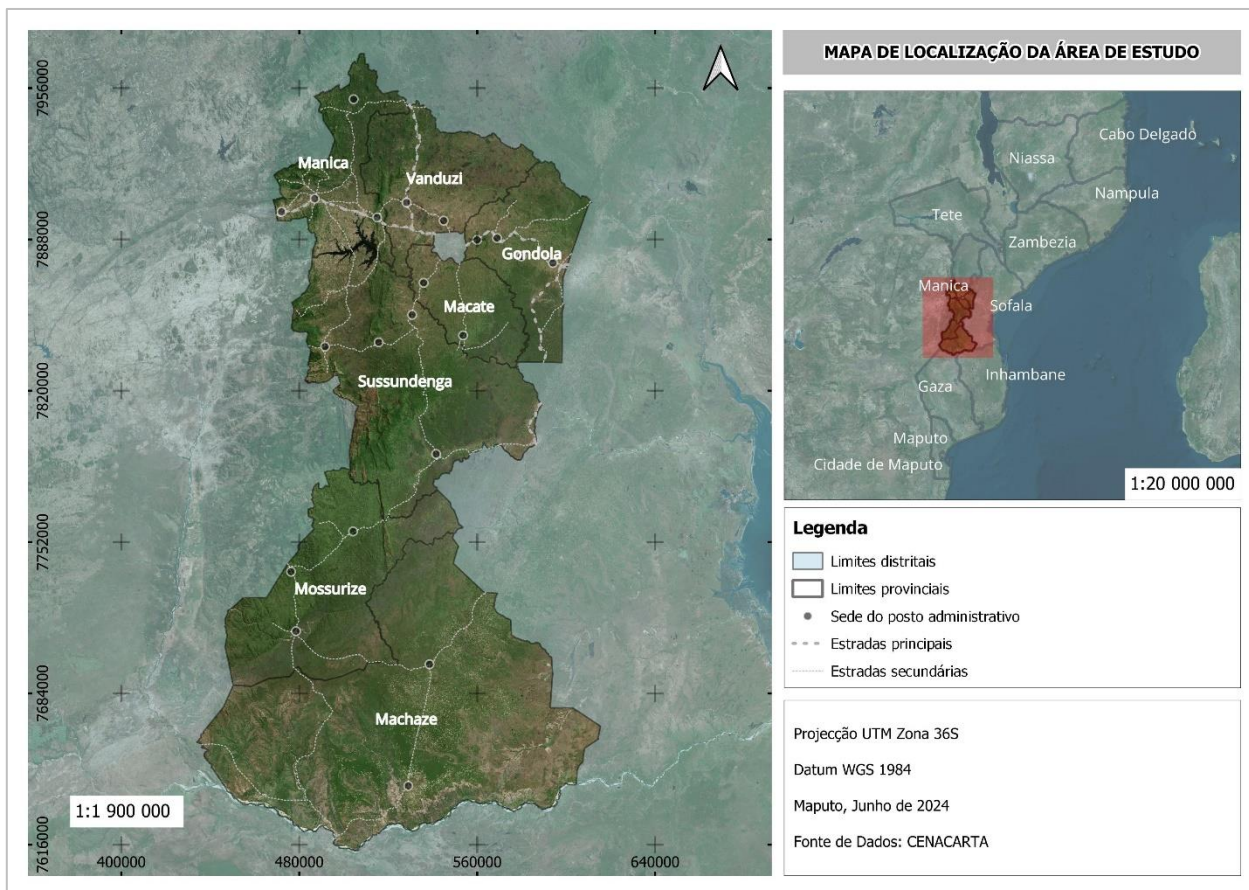 MAPA DE LOCALIZAÇÃO DA ÁREA DE ESTUDO
7956000
7888000
7820000
7752000
7684000
7616000
400000
480000
560000
640000
Manica
Vanduzi
Gondola
Macate
Sussundenga
Mossurize
Machaze
1:1 900 000
Cabo Delgado
Niassa
Nampula
Tete
Zambezia
Manica
Sofala
Inhambane
Gaza
Maputo
Cidade de Maputo
1:20 000 000
Legenda
Limites distritais
Limites provinciais
Sede do posto administrativo
Estradas principais
Estradas secundárias
Projecção UTM Zona 36S
Datum WGS 1984
Maputo, Junho de 2024
Fonte de Dados: CENACARTA